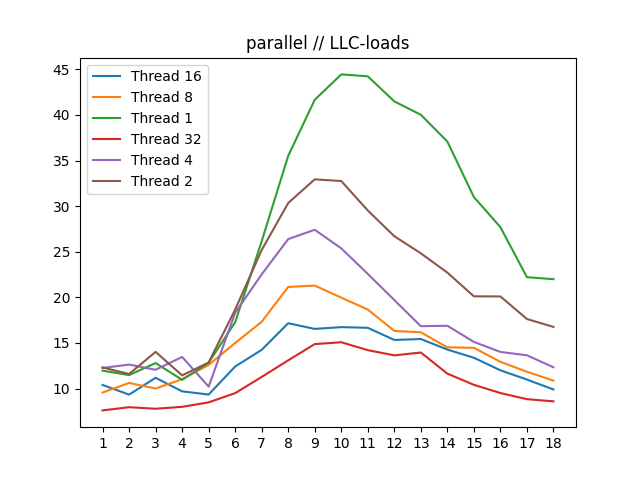 parallel // LLC-loads
Thread 16
Thread 8
Thread 1
Thread 32
Thread 4
Thread 2
45
40
35
30
25
20
15
10
1 2 3 4 5 6 7 8 9 10 11 12 13 14 15 16 17 18